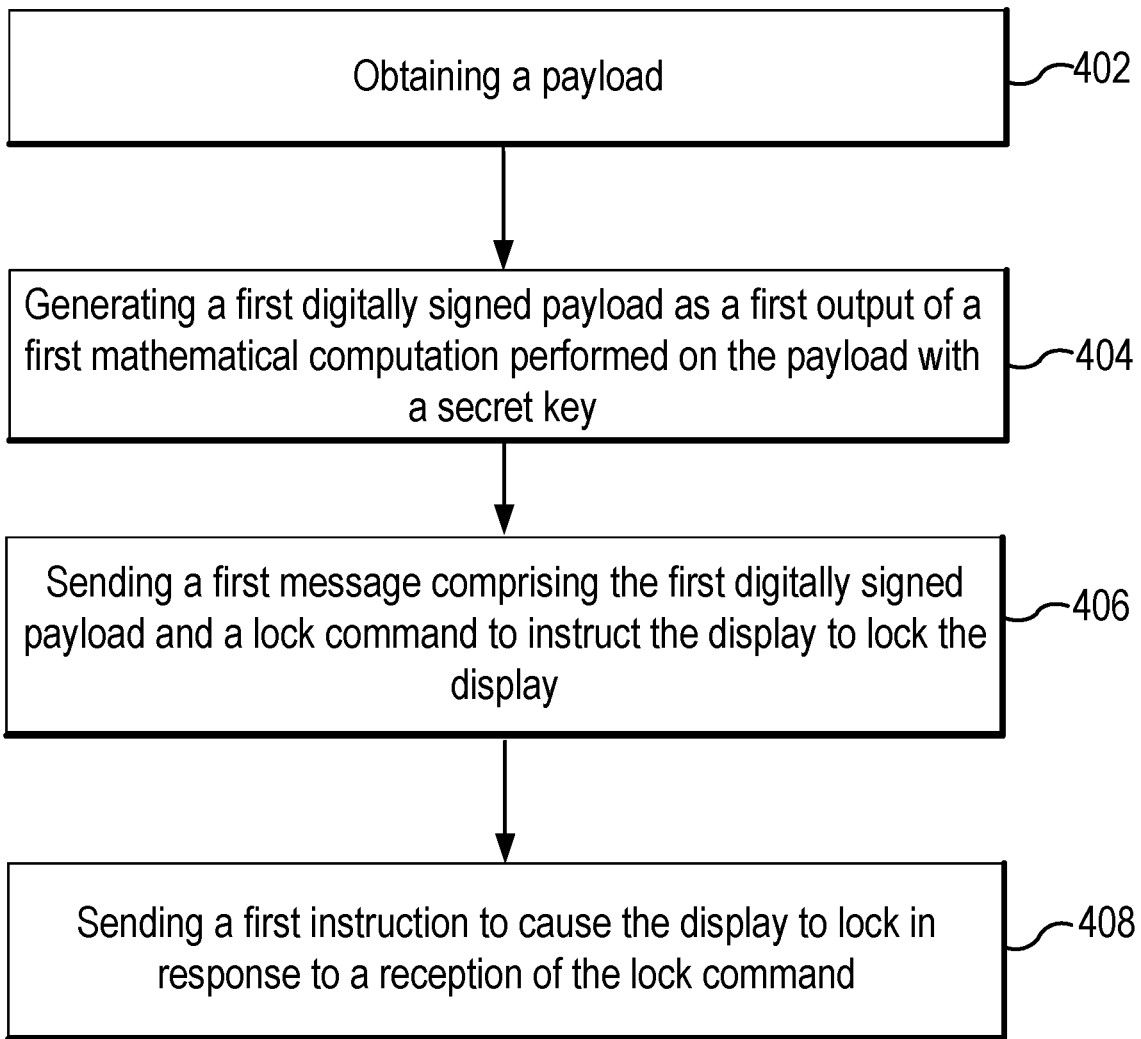 Obtaining a payload
402
Generating a first digitally signed payload as a first output of a
first mathematical computation performed on the payload with
a secret key
404
Sending a first message comprising the first digitally signed
payload and a lock command to instruct the display to lock the
display
406
Sending a first instruction to cause the display to lock in
response to a reception of the lock command
408